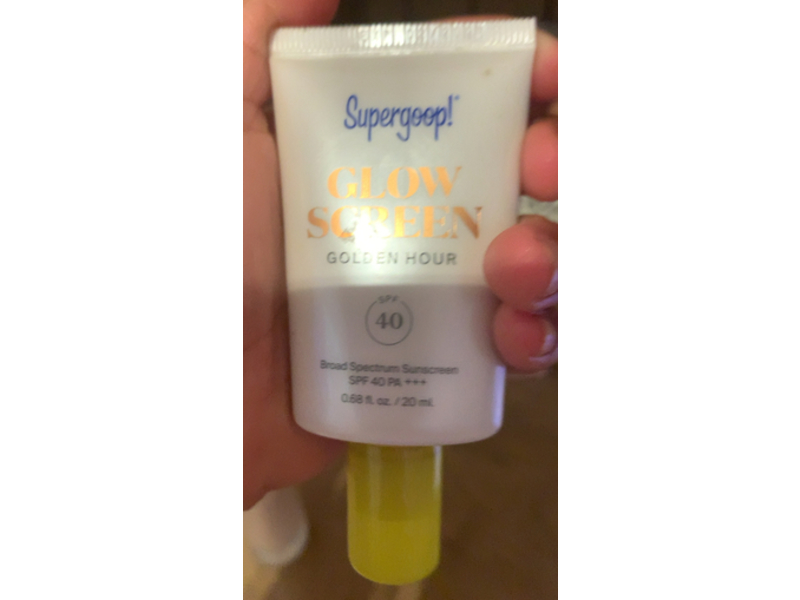 Supergoop!
GLOW
SCREEN
GOLDEN HOUR
SPF
40
Broad Spectrum Sunscreen
SPF 40 PA +++
0.68 fl. oz. / 20 ml.